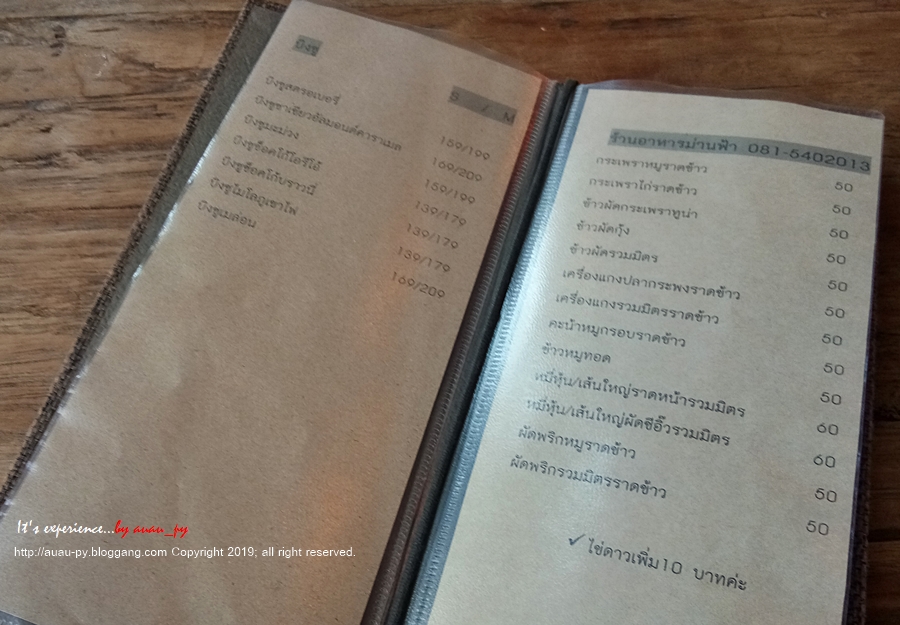 บิงซู
S / M
บิงซูสตรอเบอรี่ 159/199
บิงซูชาเขียวอัลมอนด์คาราเมล 169/209
บิงซูมะม่วง 159/199
บิงซูช็อคโก้โอรีโอ้ 139/179
บิงซูช็อคโก้บราวนี่ 139/179
บิงซูไมโลภูเขาไฟ 139/179
บิงซูเมล่อน 169/209
ร้านอาหารม่านฟ้า 081-5402013
กระเพราหมูราดข้าว 50
กระเพราไก่ราดข้าว 50
ข้าวผัดกระเพราทูน่า 50
ข้าวผัดกุ้ง 50
ข้าวผัดรวมมิตร 50
เครื่องแกงปลากระพงราดข้าว 50
เครื่องแกงรวมมิตรราดข้าว 50
คะน้าหมูกรอบราดข้าว 50
ข้าวหมูทอด 50
หมี่หุ้น/เส้นใหญ่ราดหน้ารวมมิตร 60
หมี่หุ้น/เส้นใหญ่ผัดซีอิ๊วรวมมิตร 60
ผัดพริกหมูราดข้าว 50
ผัดพริกรวมมิตรราดข้าว 50
✓ ไข่ดาวเพิ่ม10 บาทค่ะ
It's experience...by auau_py
http://auau-py.bloggang.com Copyright 2019; all right reserved.